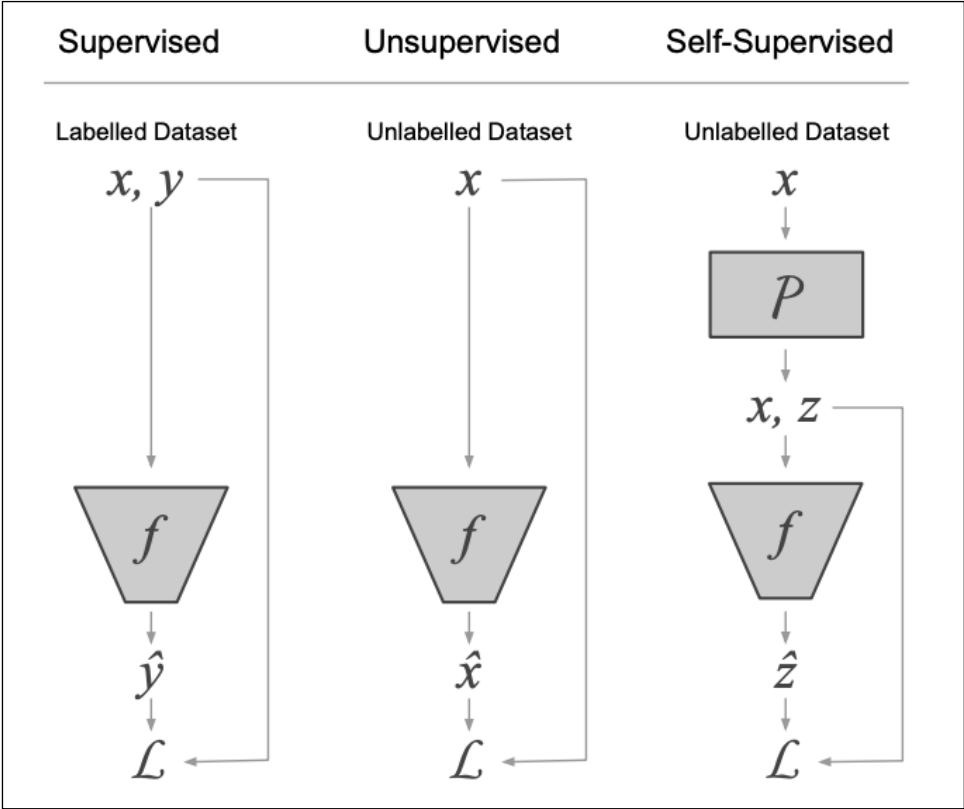 Supervised Unsupervised Self-Supervised
Labelled Dataset Unlabelled Dataset Unlabelled Dataset
x, y x x
𝒫
x, z
f f f
ŷ x̂ ẑ
ℒ ℒ ℒ